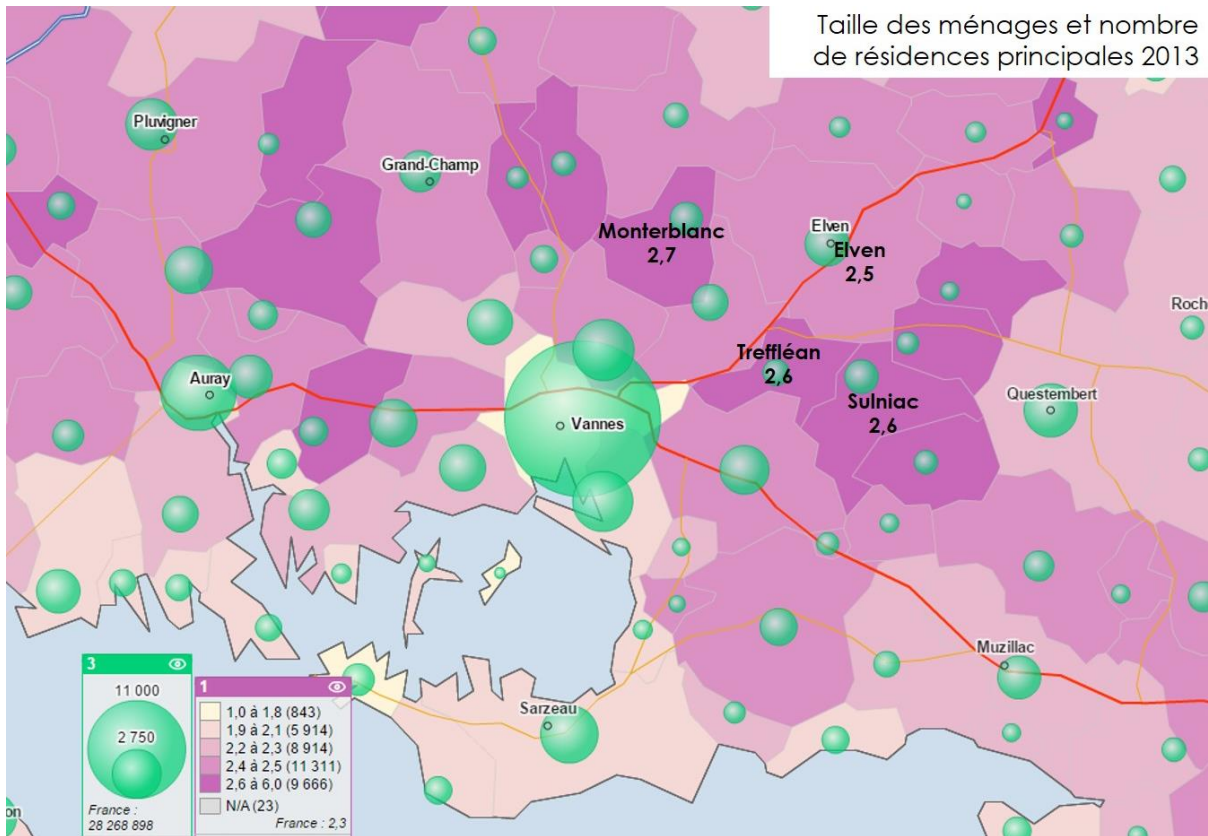 Taille des ménages et nombre
de résidences principales 2013
Pluvigner
Grand-Champ
Monterblanc
2,7
Elven
Elven
2,5
Roch
Treffléan
2,6
Auray
Sulniac
2,6
Questembert
Vannes
Muzillac
Sarzeau
3
11 000
2 750
France :
28 268 898
1
1,0 à 1,8 (843)
1,9 à 2,1 (5 914)
2,2 à 2,3 (8 914)
2,4 à 2,5 (11 311)
2,6 à 6,0 (9 666)
N/A (23)
France : 2,3
on